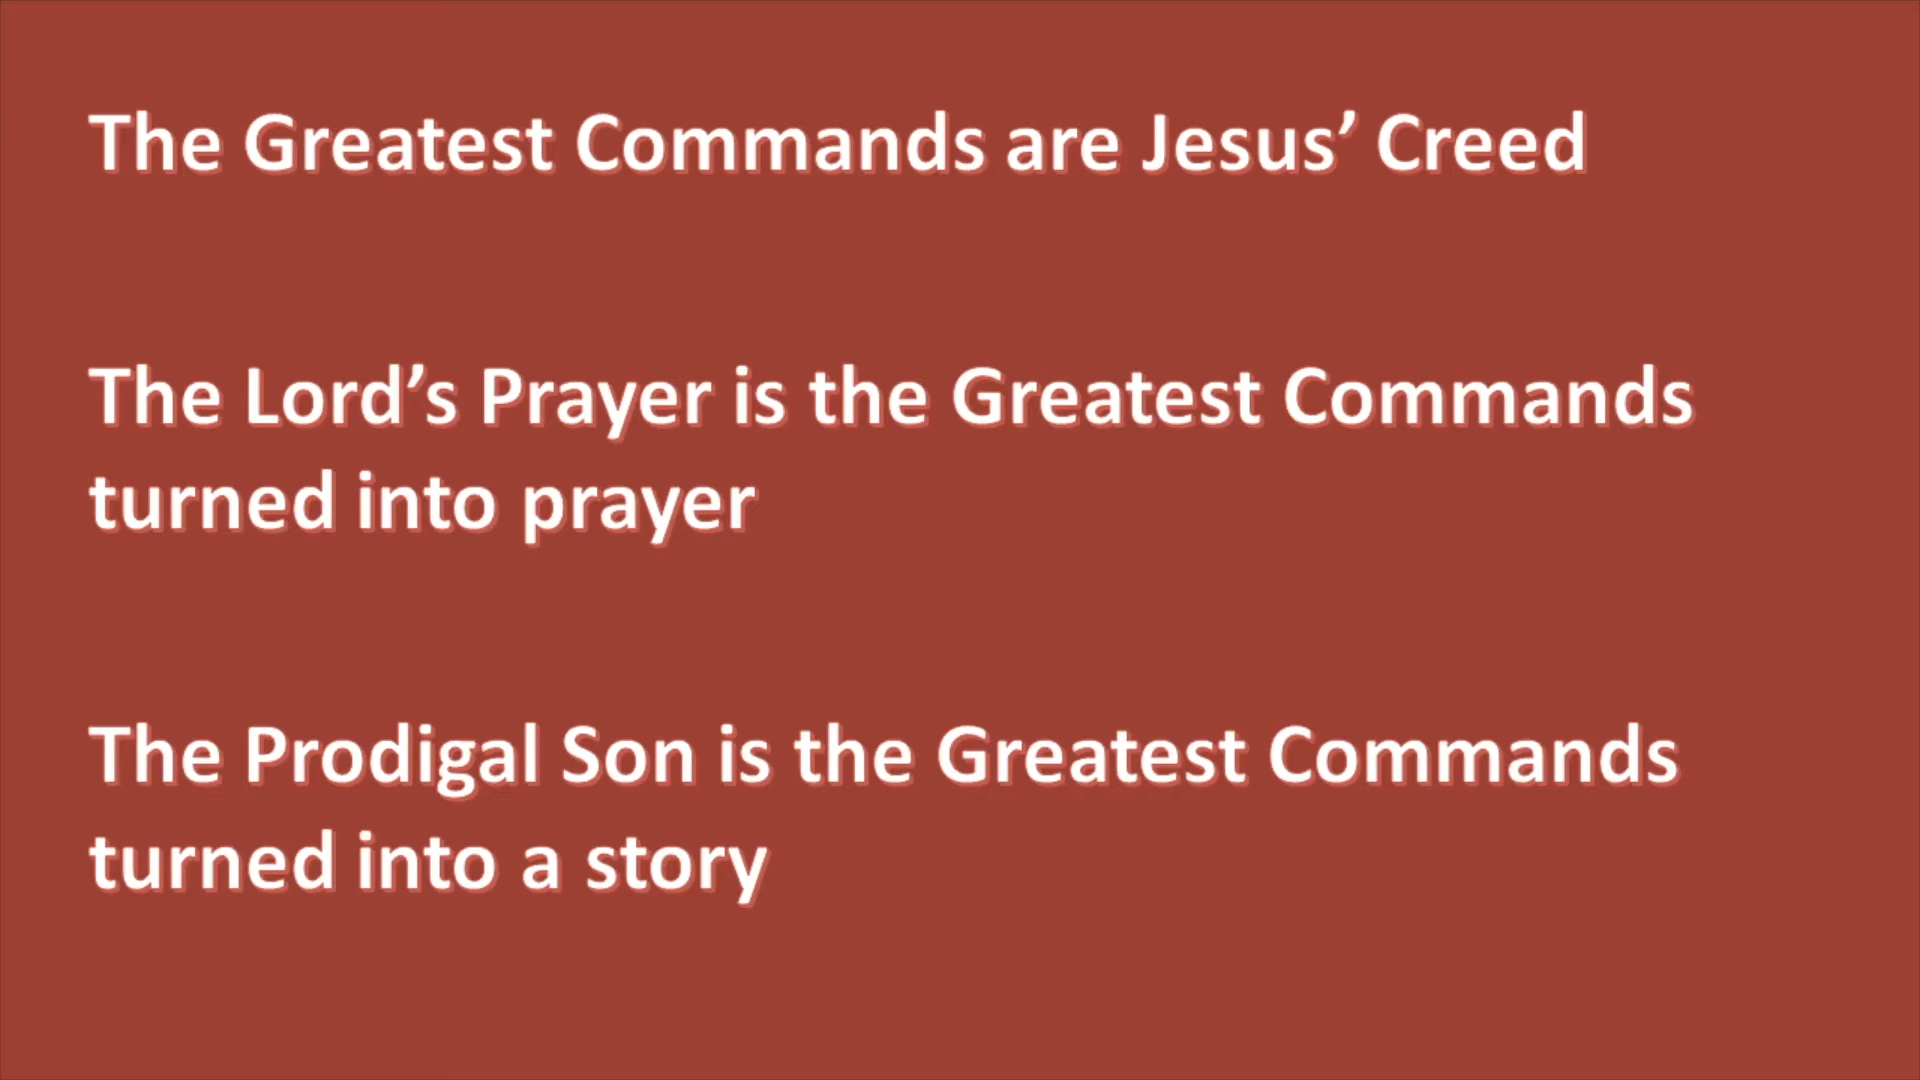 The Greatest Commands are Jesus’ Creed
The Lord’s Prayer is the Greatest Commands
turned into prayer
The Prodigal Son is the Greatest Commands
turned into a story